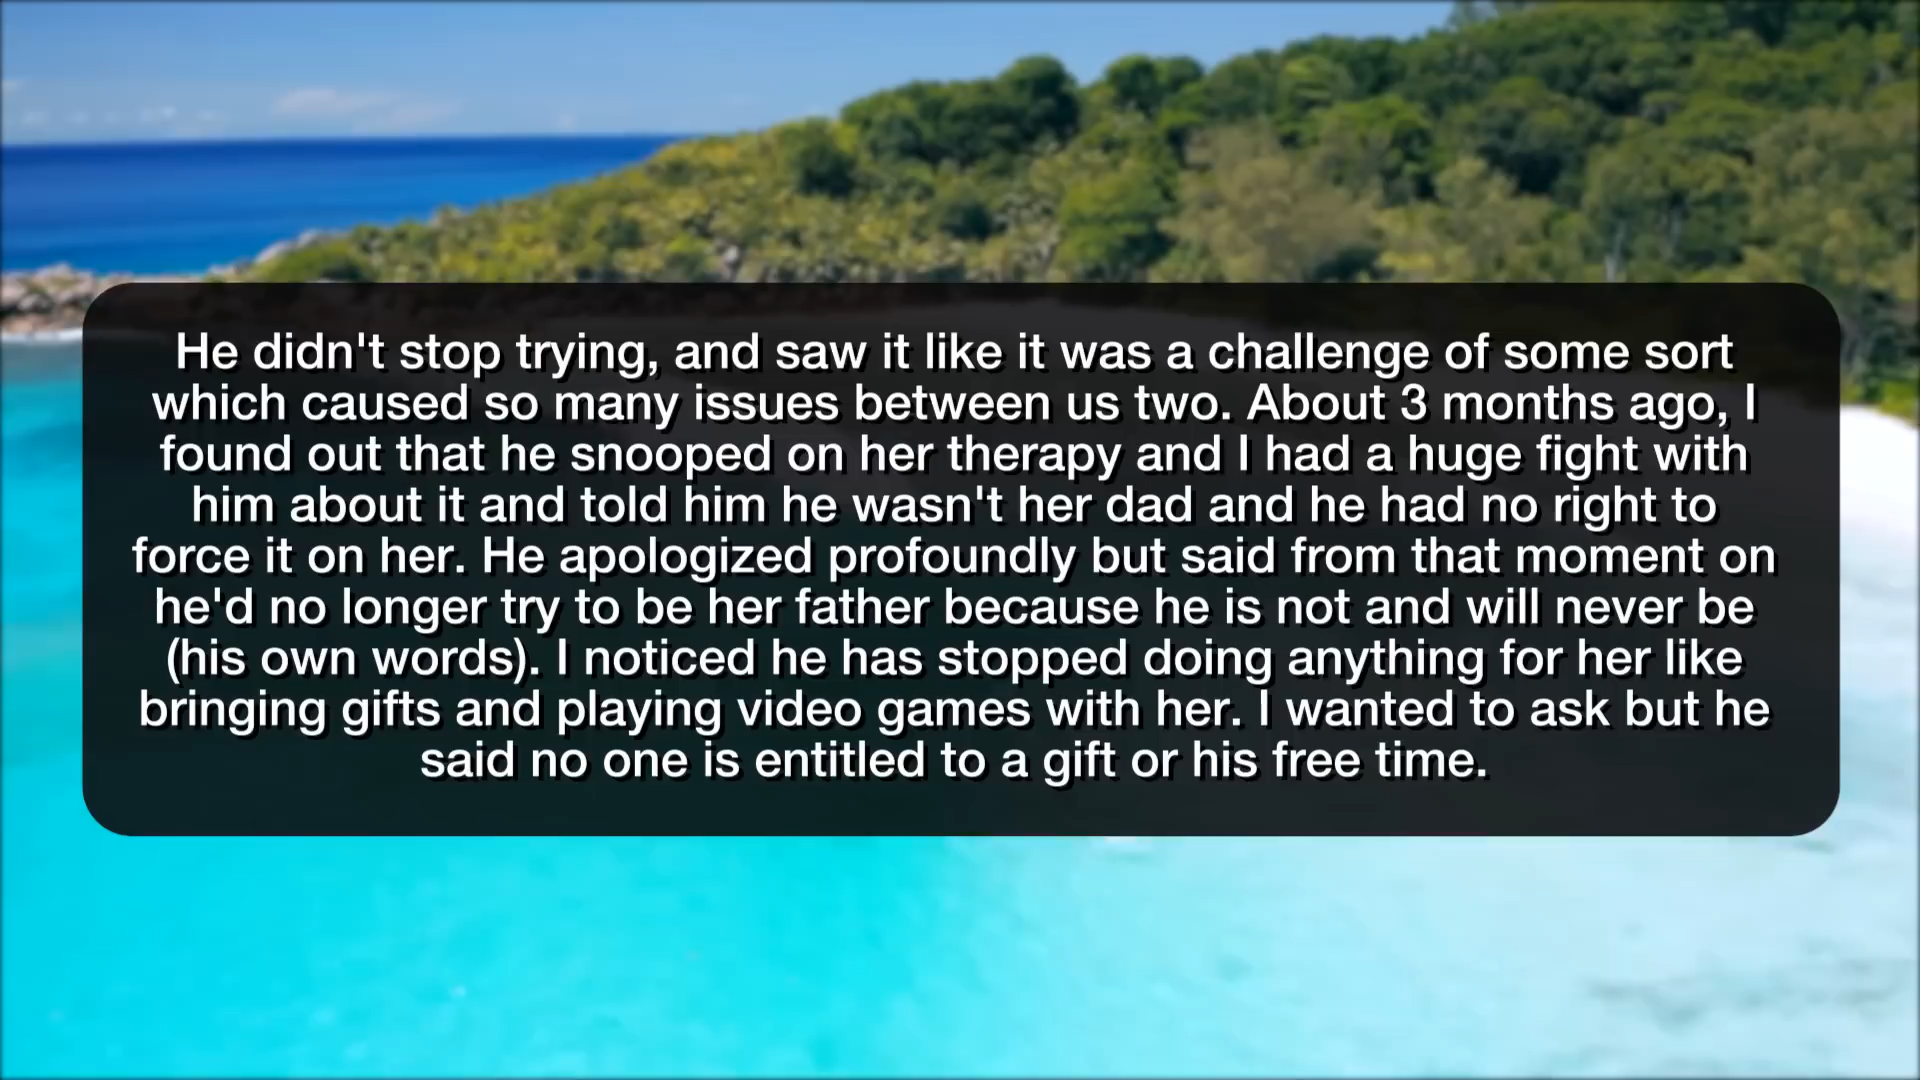 He didn't stop trying, and saw it like it was a challenge of some sort
which caused so many issues between us two. About 3 months ago, I
found out that he snooped on her therapy and I had a huge fight with
him about it and told him he wasn't her dad and he had no right to
force it on her. He apologized profoundly but said from that moment on
he'd no longer try to be her father because he is not and will never be
(his own words). I noticed he has stopped doing anything for her like
bringing gifts and playing video games with her. I wanted to ask but he
said no one is entitled to a gift or his free time.